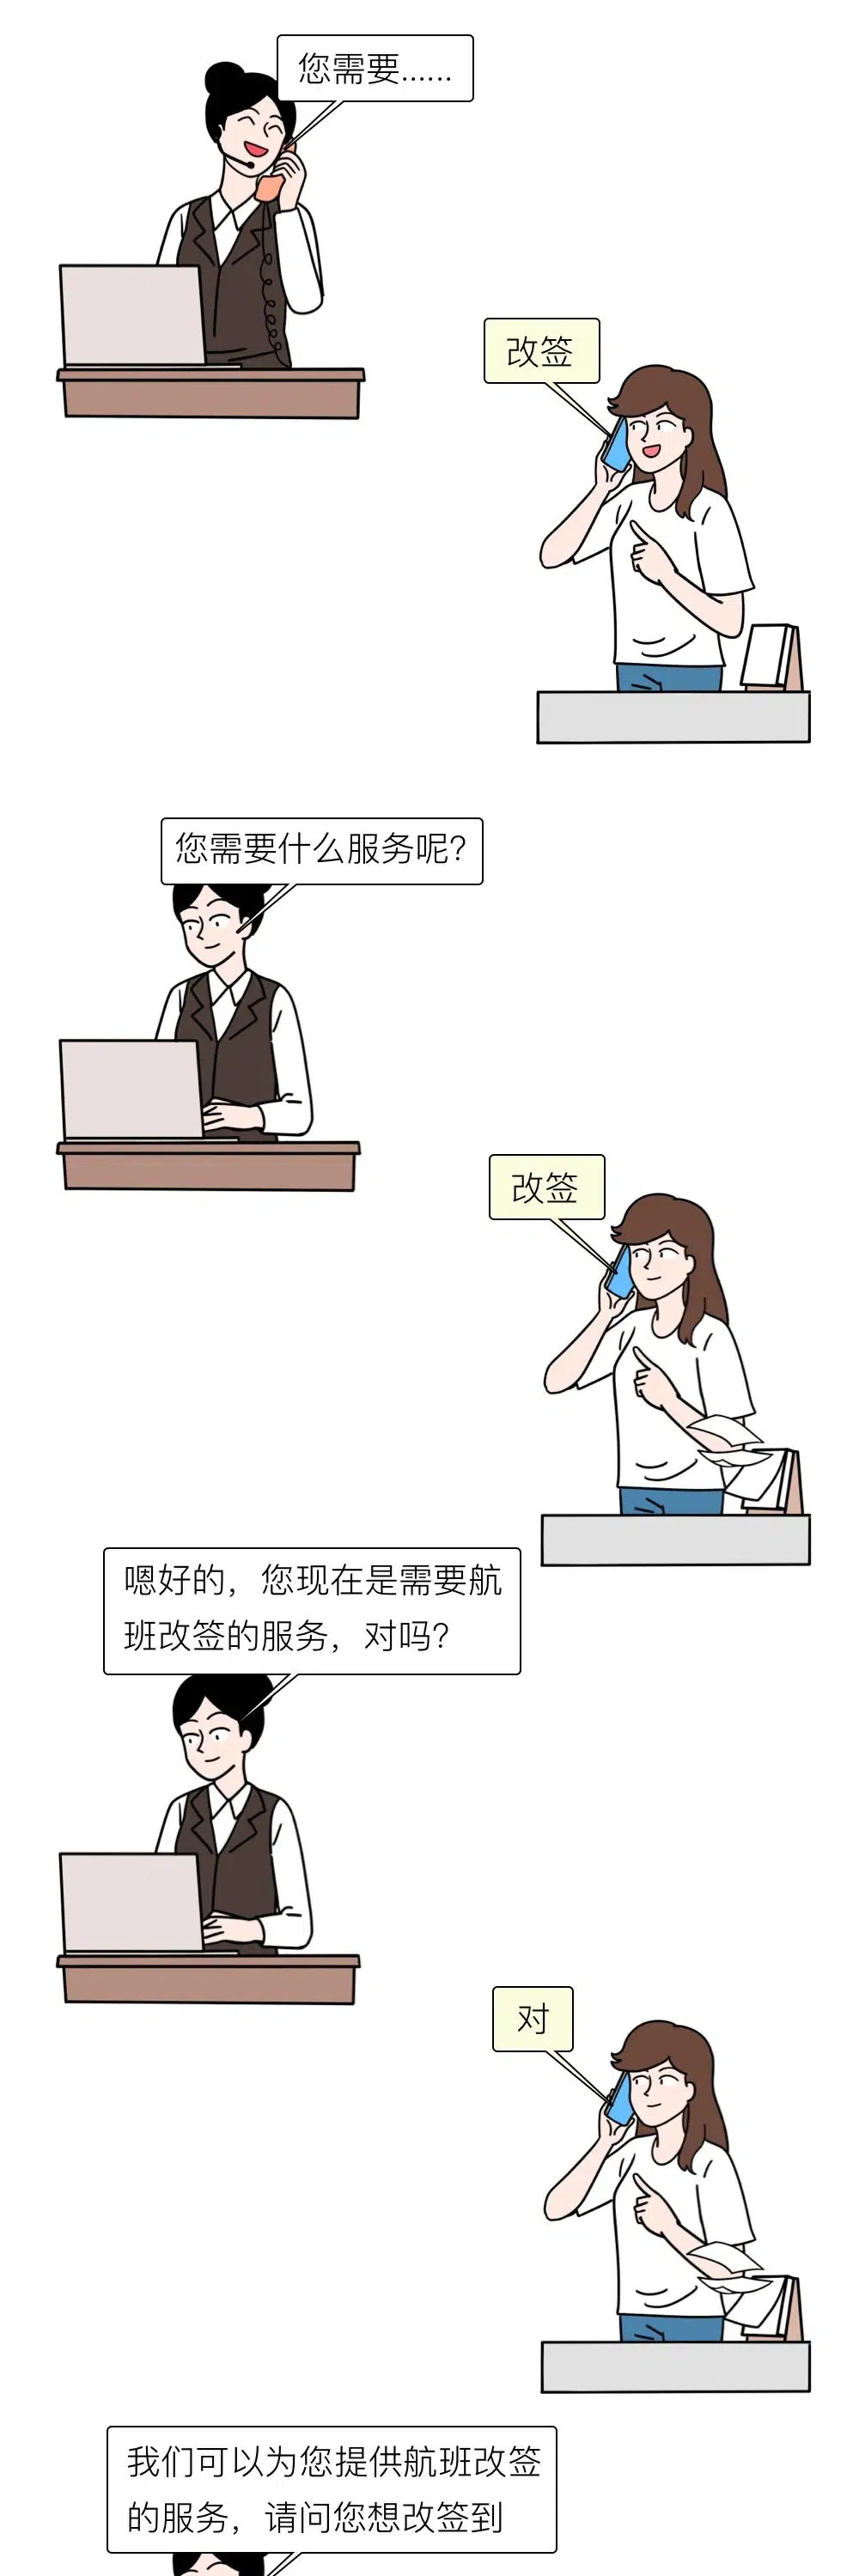 您需要......
改签
您需要什么服务呢?
改签
嗯好的，您现在是需要航
班改签的服务，对吗?
对
我们可以为您提供航班改签
的服务，请问您想改签到